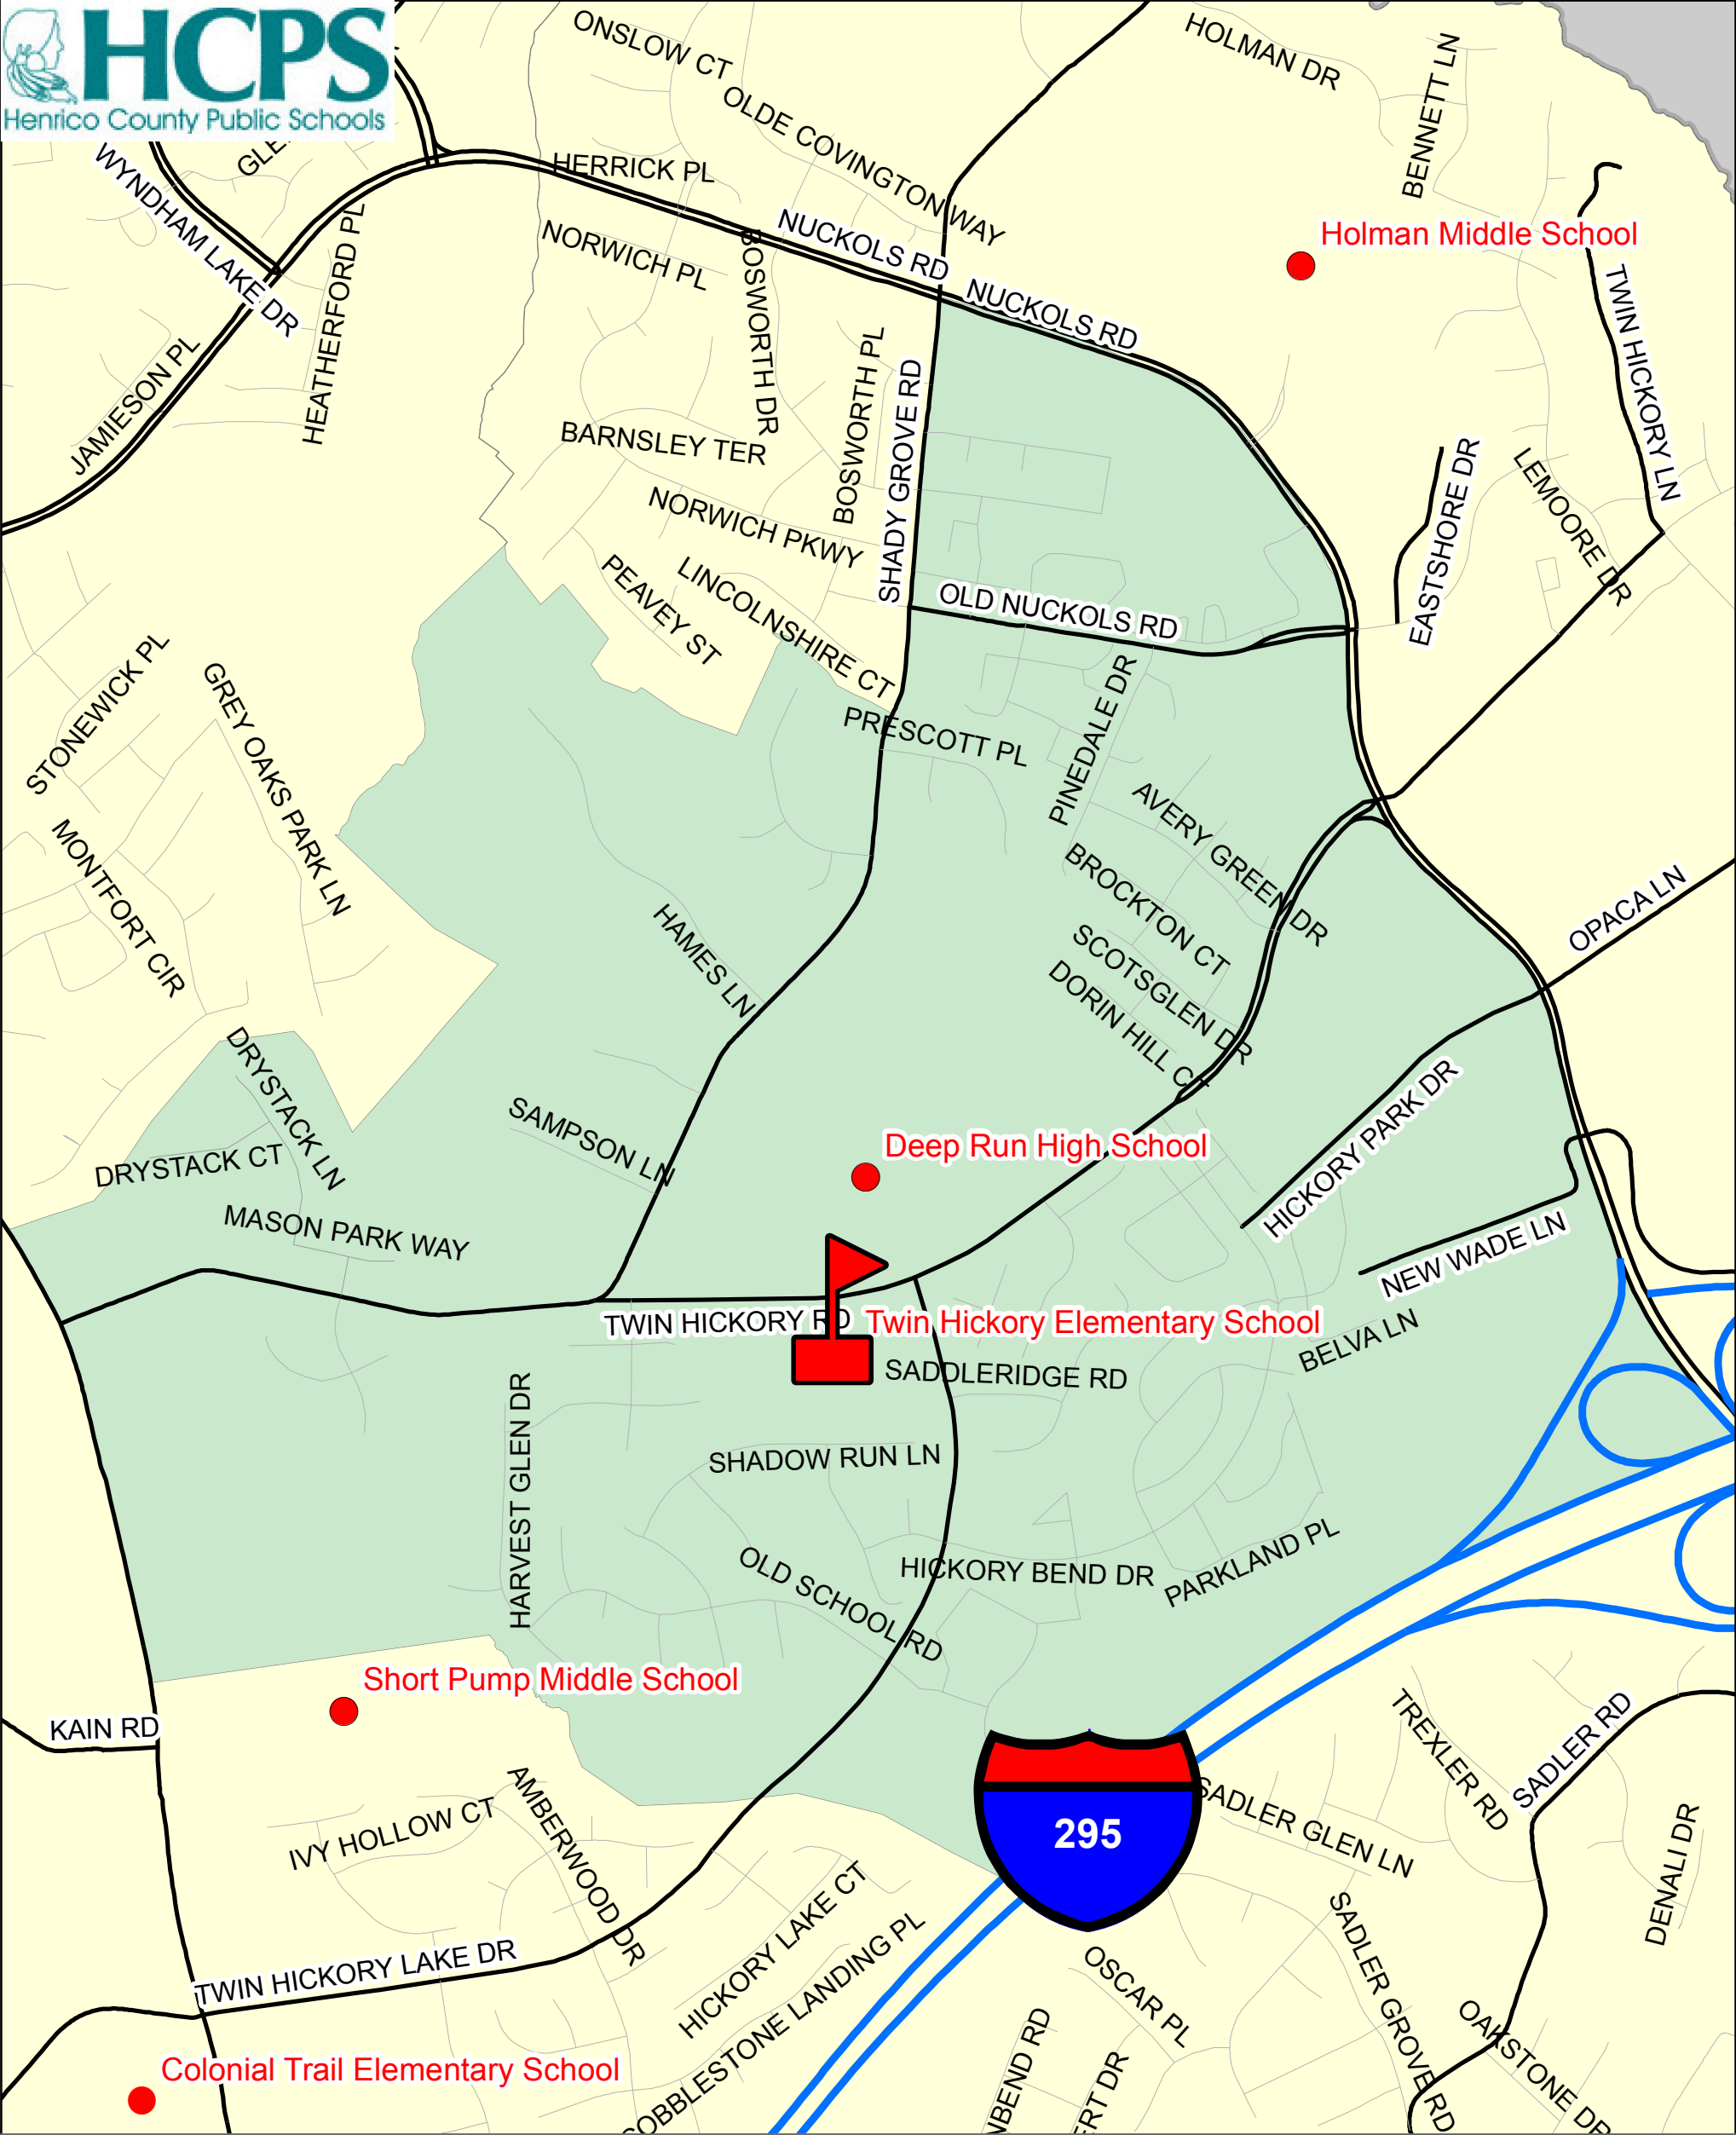 HCPS
Henrico County Public Schools
ONSLOW CT
HOLMAN DR
BENNETT LN
OLDE COVINGTON WAY
WYNDHAM LAKE DR
HERRICK PL
NUCKOLS RD
NORWICH PL
BOSWORTH DR
HEATHERFORD PL
Holman Middle School
TWIN HICKORY LN
NUCKOLS RD
JAMIESON PL
BOSWORTH PL
SHADY GROVE RD
BARNSLEY TER
NORWICH PKWY
EASTSHORE DR
LEMOORE DR
PEAVEY ST
LINCOLNSHIRE CT
OLD NUCKOLS RD
STONEWICK PL
GREY OAKS PARK LN
PRESCOTT PL
PINEDALE DR
AVERY GREEN DR
MONTFORT CIR
BROCKTON CT
OPACA LN
HAMES LN
SCOTSGLEN DR
DORIN HILL CT
DRYSTACK LN
DRYSTACK CT
SAMPSON LN
Deep Run High School
HICKORY PARK DR
MASON PARK WAY
NEW WADE LN
TWIN HICKORY RD
Twin Hickory Elementary School
BELVA LN
SADDLERIDGE RD
HARVEST GLEN DR
SHADOW RUN LN
OLD SCHOOL RD
HICKORY BEND DR
PARKLAND PL
Short Pump Middle School
KAIN RD
TREXLER RD
SADLER RD
AMBERWOOD DR
IVY HOLLOW CT
295
SADLER GLEN LN
DENALI DR
HICKORY LAKE CT
TWIN HICKORY LAKE DR
COBBLESTONE LANDING PL
OSCAR PL
SADLER GROVE RD
OAKSTONE DR
Colonial Trail Elementary School